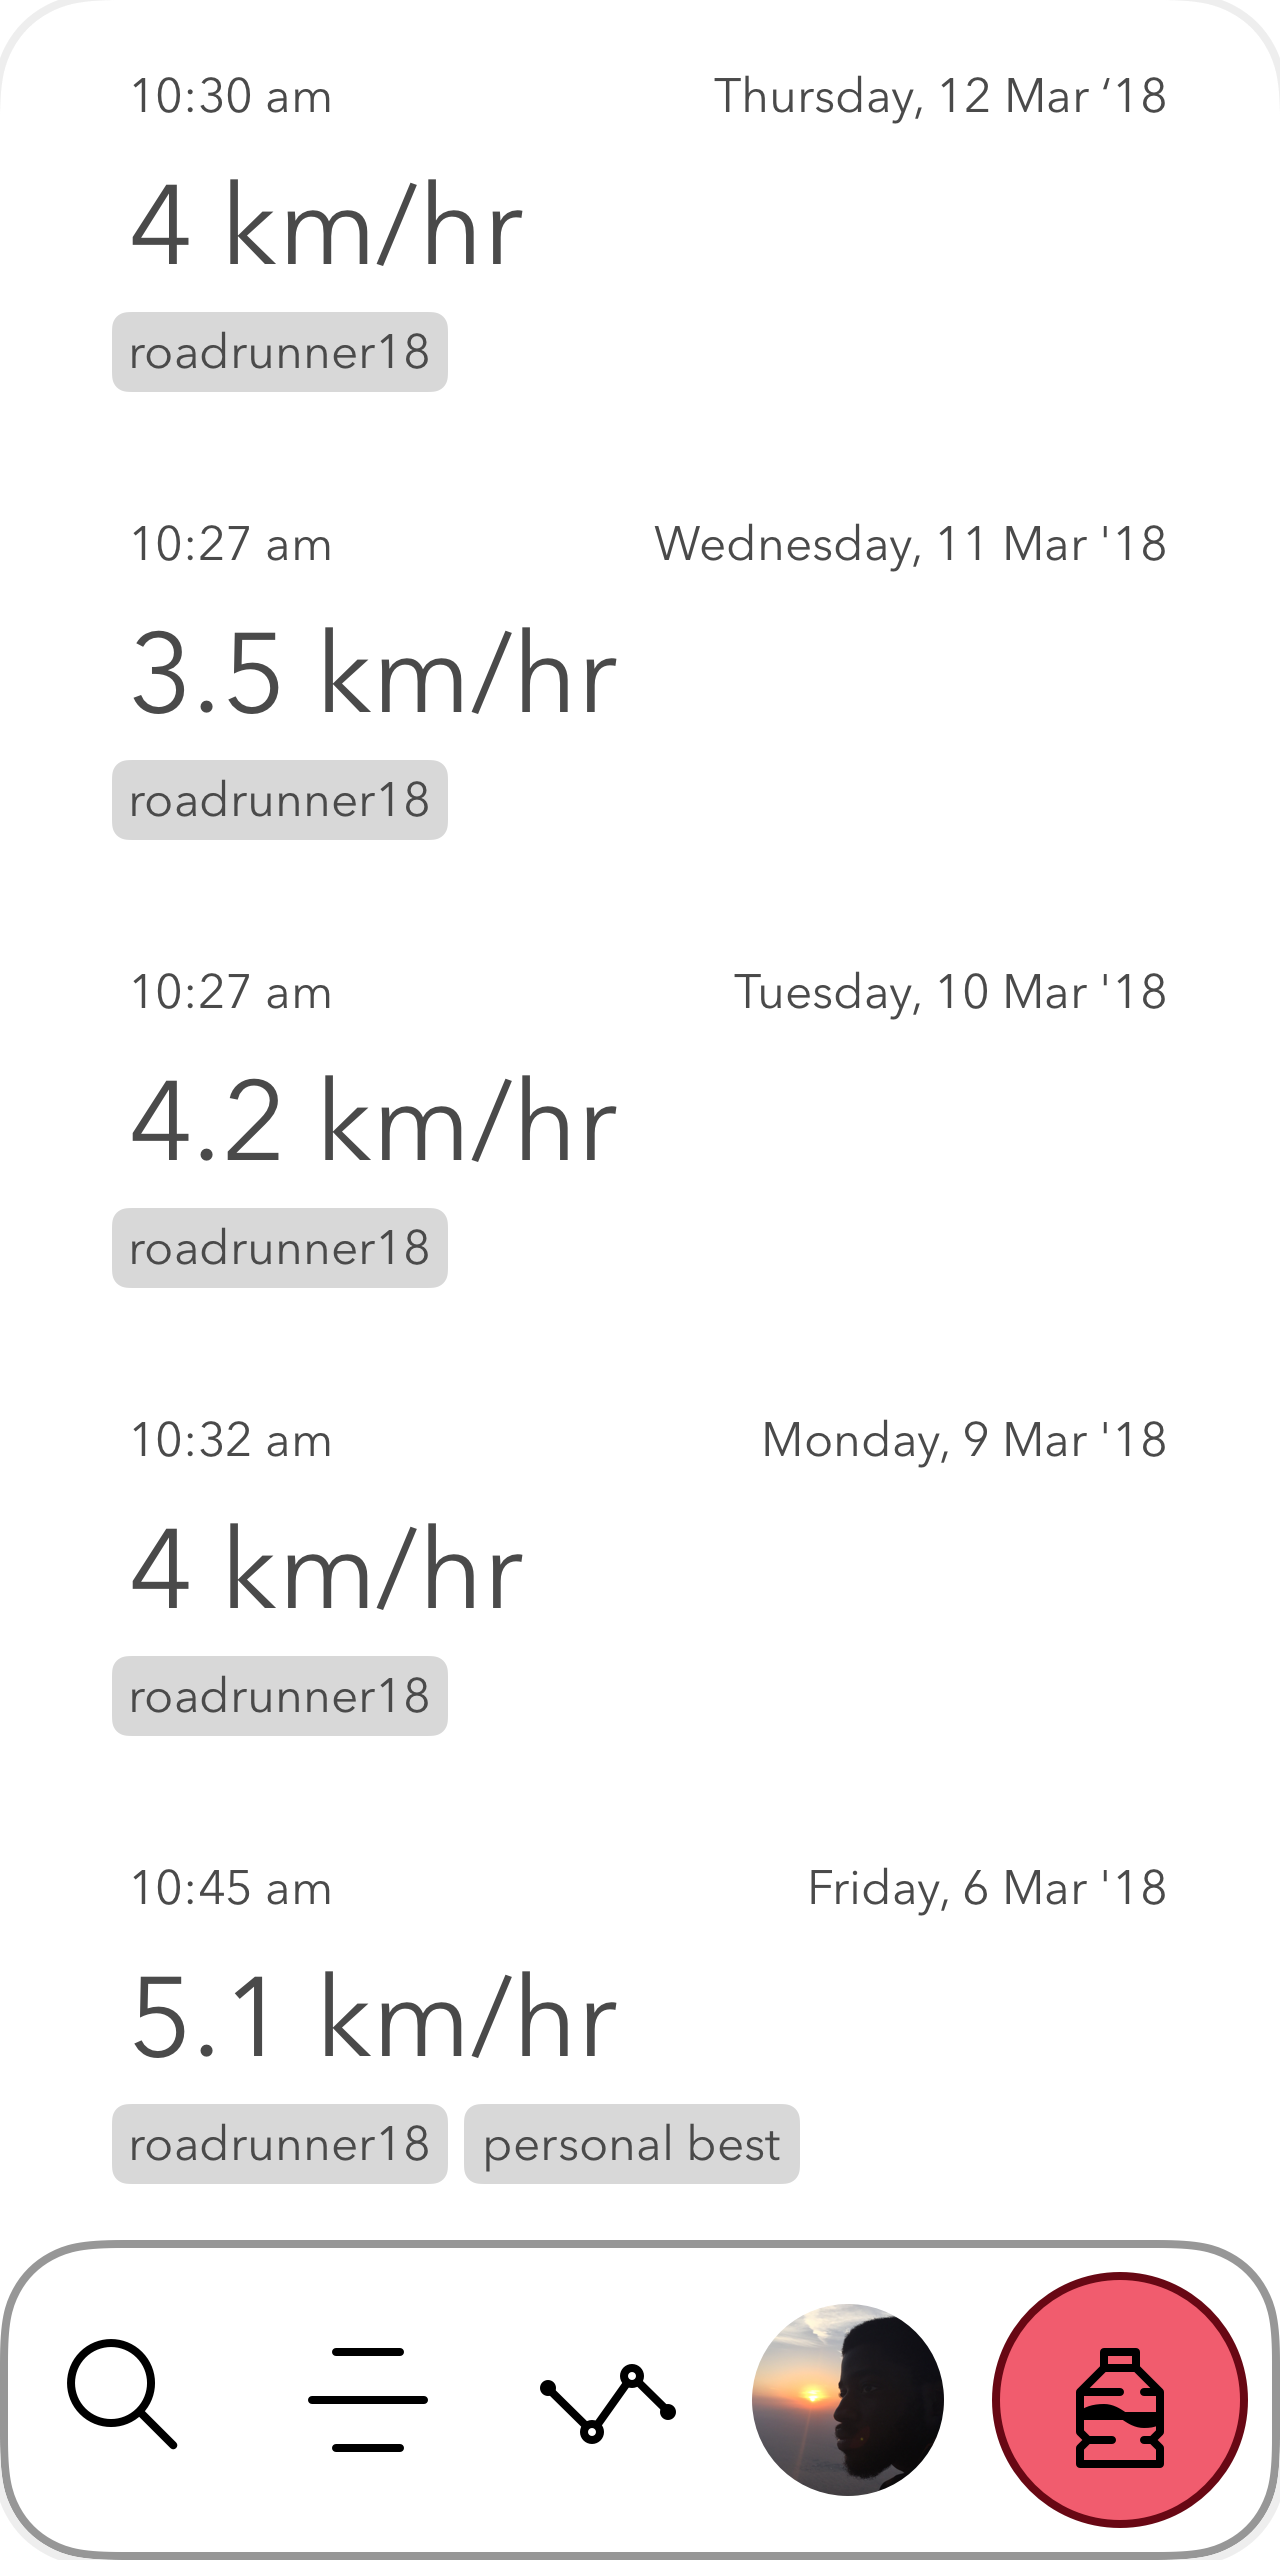 10:30 am Thursday, 12 Mar ‘18
4 km/hr
roadrunner18
10:27 am Wednesday, 11 Mar '18
3.5 km/hr
roadrunner18
10:27 am Tuesday, 10 Mar '18
4.2 km/hr
roadrunner18
10:32 am Monday, 9 Mar '18
4 km/hr
roadrunner18
10:45 am Friday, 6 Mar '18
5.1 km/hr
roadrunner18 personal best